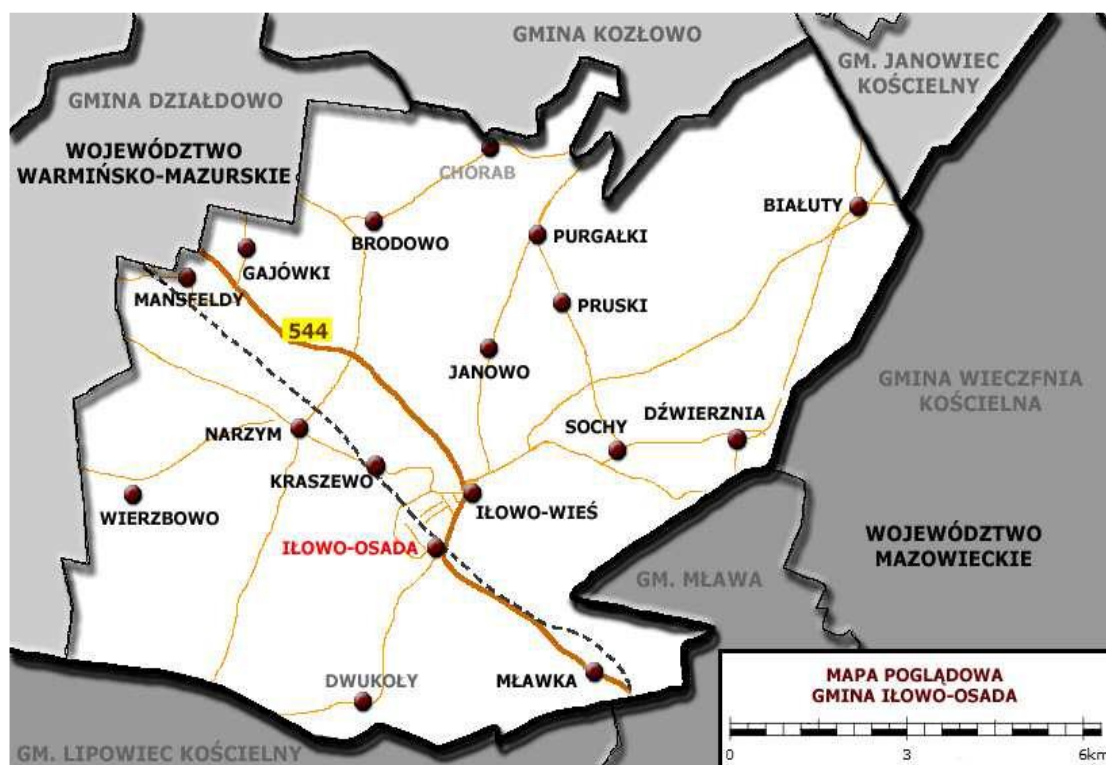 GMINA KOZŁOWO
GM. JANOWIEC
KOŚCIELNY
GMINA DZIAŁDOWO
WOJEWÓDZTWO
WARMIŃSKO-MAZURSKIE
CHORAB
BIAŁUTY
BRODOWO
PURGAŁKI
GAJÓWKI
MANSFELDY
PRUSKI
544
JANOWO
GMINA WIECZFNIA
KOŚCIELNA
DŹWIERZNIA
SOCHY
NARZYM
KRASZEWO
WIERZBOWO
IŁOWO-WIEŚ
IŁOWO-OSADA
WOJEWÓDZTWO
MAZOWIECKIE
GM. MŁAWA
DWUKOŁY
MŁAWKA
GM. LIPOWIEC KOŚCIELNY
MAPA POGLĄDOWA
GMINA IŁOWO-OSADA
0 3 6km